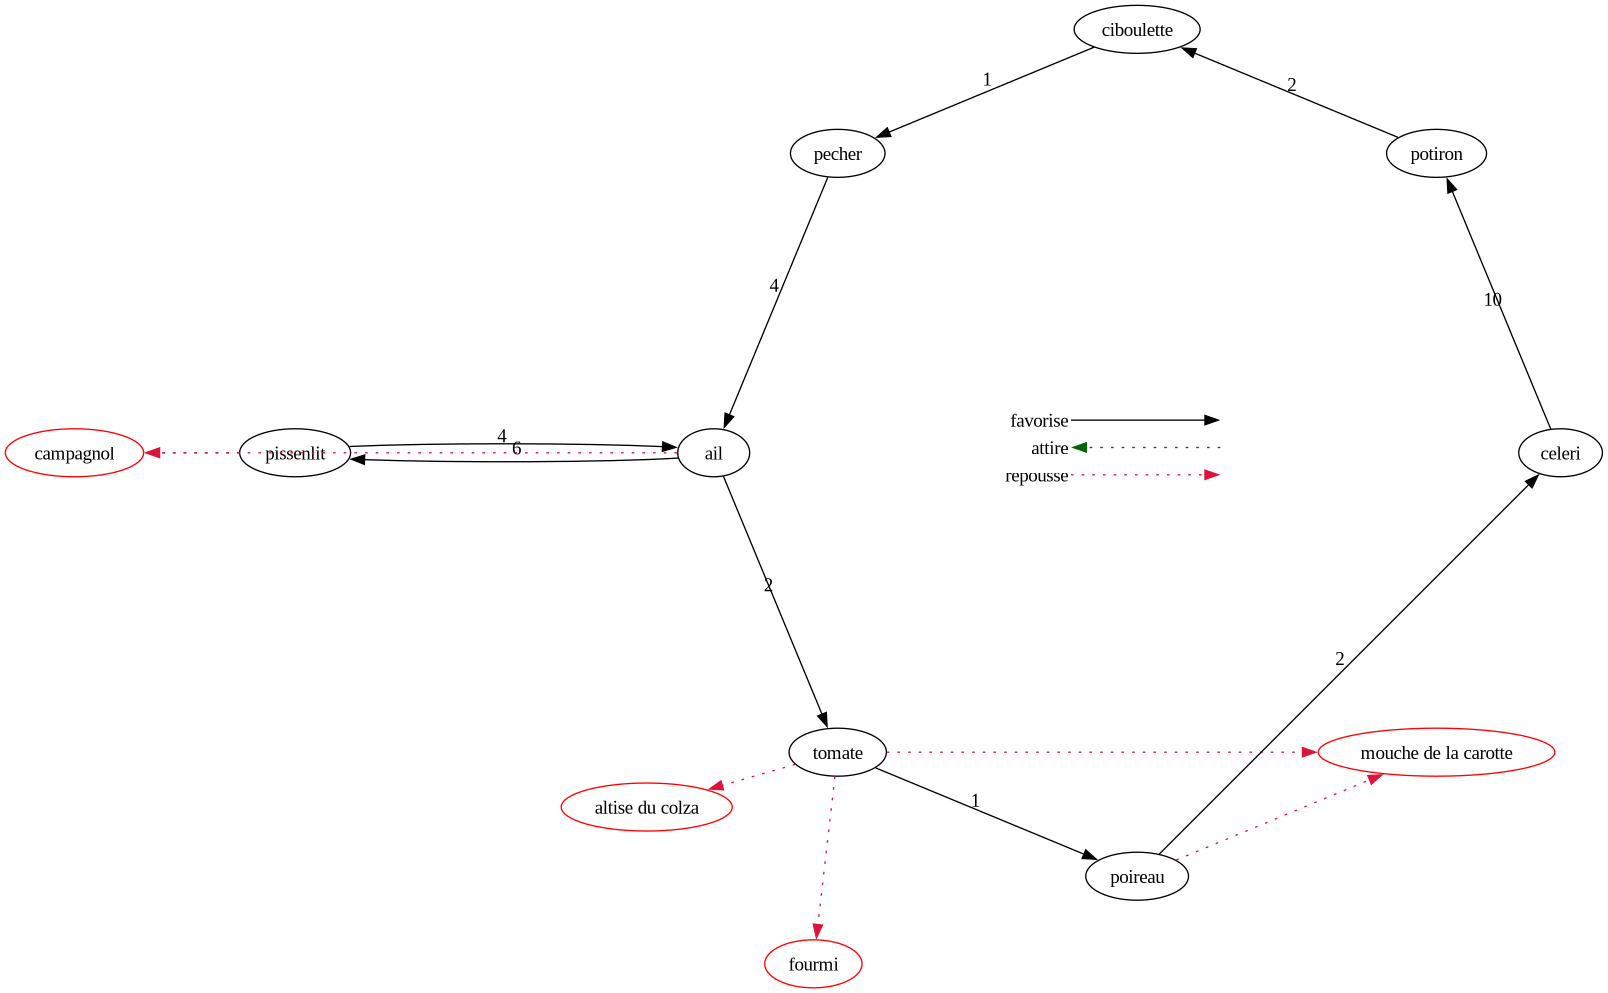 ciboulette
1
2
pecher
potiron
4
10
favorise
campagnol
pissenlit
4
6
ail
attire
celeri
repousse
2
2
tomate
mouche de la carotte
altise du colza
1
poireau
fourmi